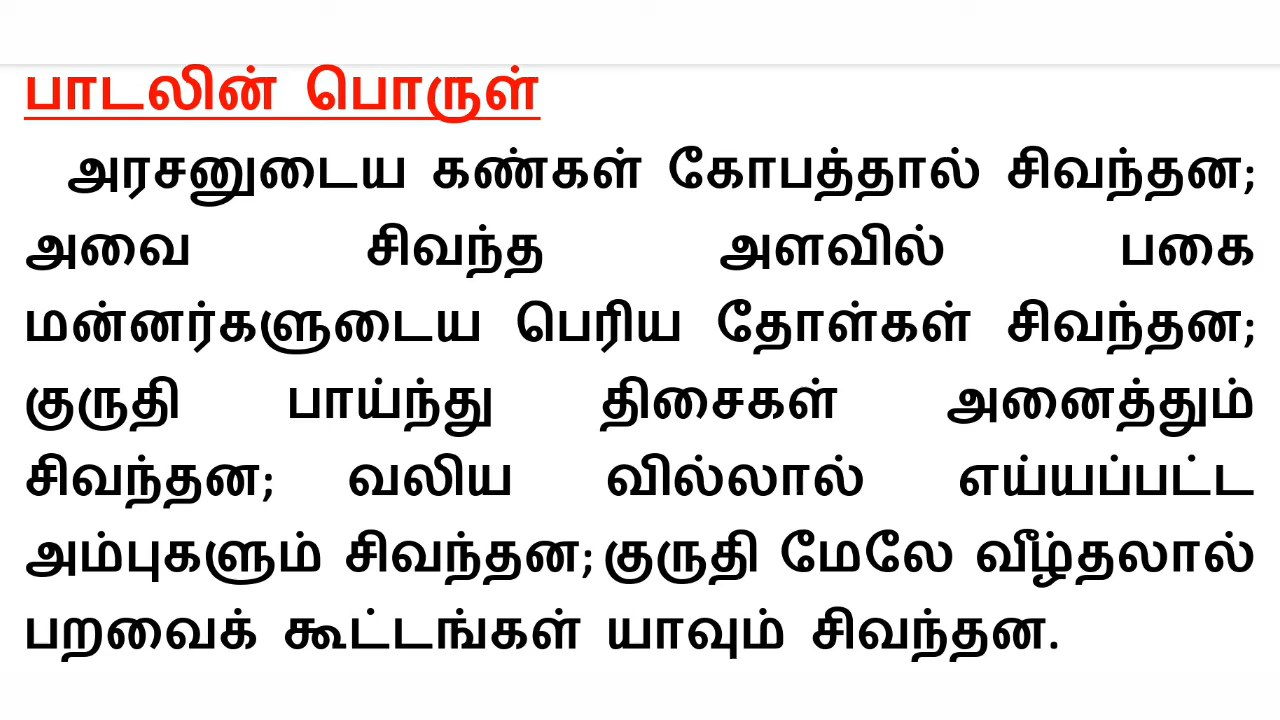 பாடலின் பொருள்
அரசனுடைய கண்கள் கோபத்தால் சிவந்தன;
அவை சிவந்த அளவில் பகை
மன்னர்களுடைய பெரிய தோள்கள் சிவந்தன;
குருதி பாய்ந்து திசைகள் அனைத்தும்
சிவந்தன; வலிய வில்லால் எய்யப்பட்ட
அம்புகளும் சிவந்தன; குருதி மேலே வீழ்தலால்
பறவைக் கூட்டங்கள் யாவும் சிவந்தன.